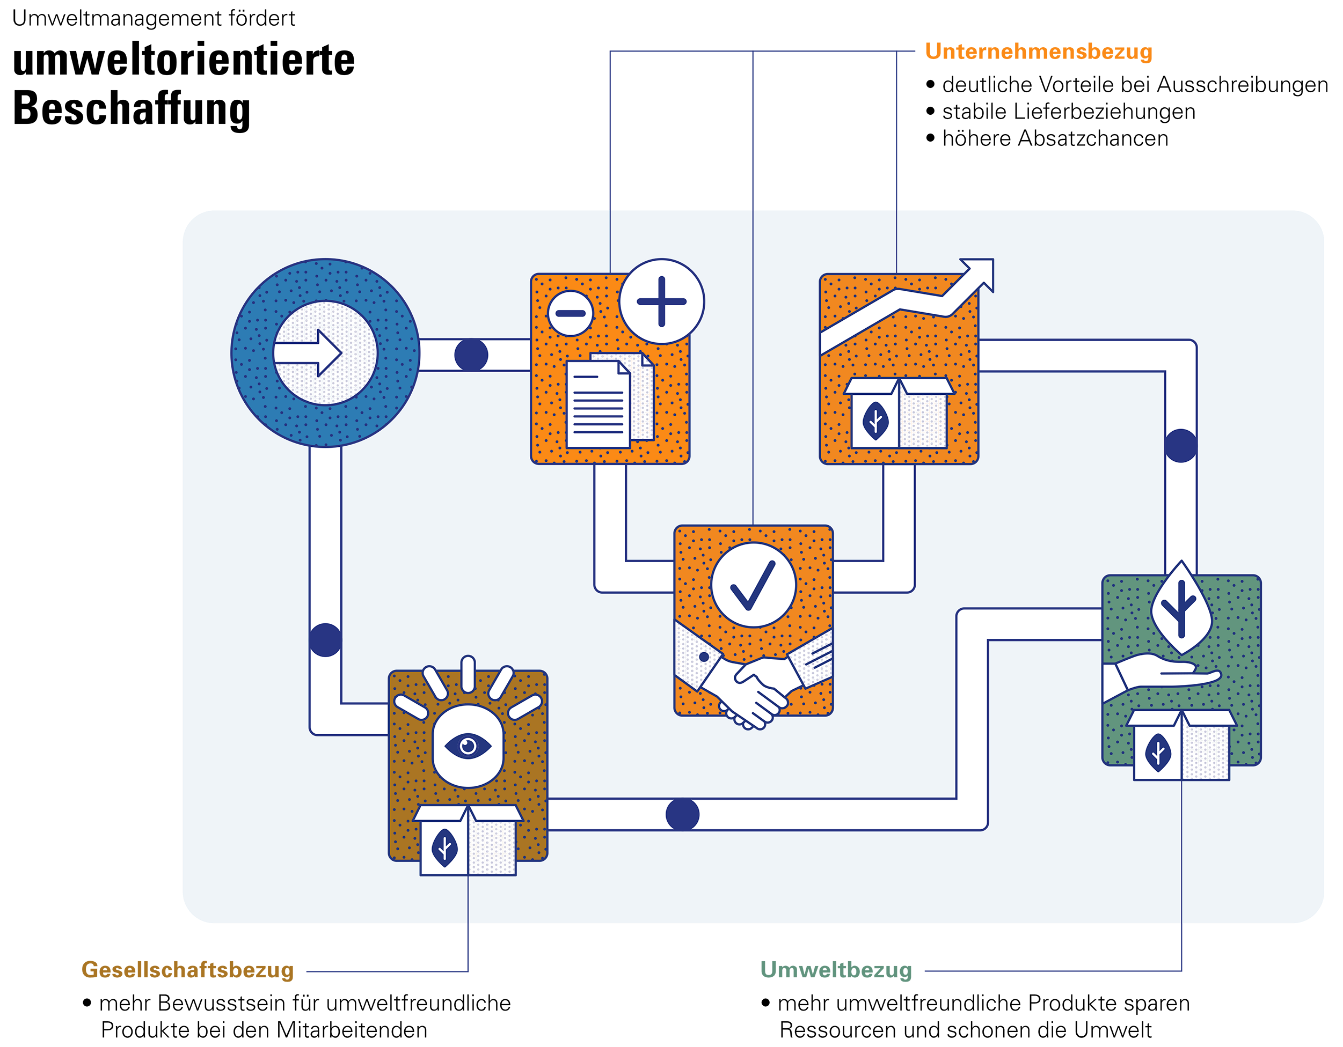 Umweltmanagement fördert
umweltorientierte
Beschaffung
Unternehmensbezug
• deutliche Vorteile bei Ausschreibungen
• stabile Lieferbeziehungen
• höhere Absatzchancen
Gesellschaftsbezug
• mehr Bewusstsein für umweltfreundliche
Produkte bei den Mitarbeitenden
Umweltbezug
• mehr umweltfreundliche Produkte sparen
Ressourcen und schonen die Umwelt